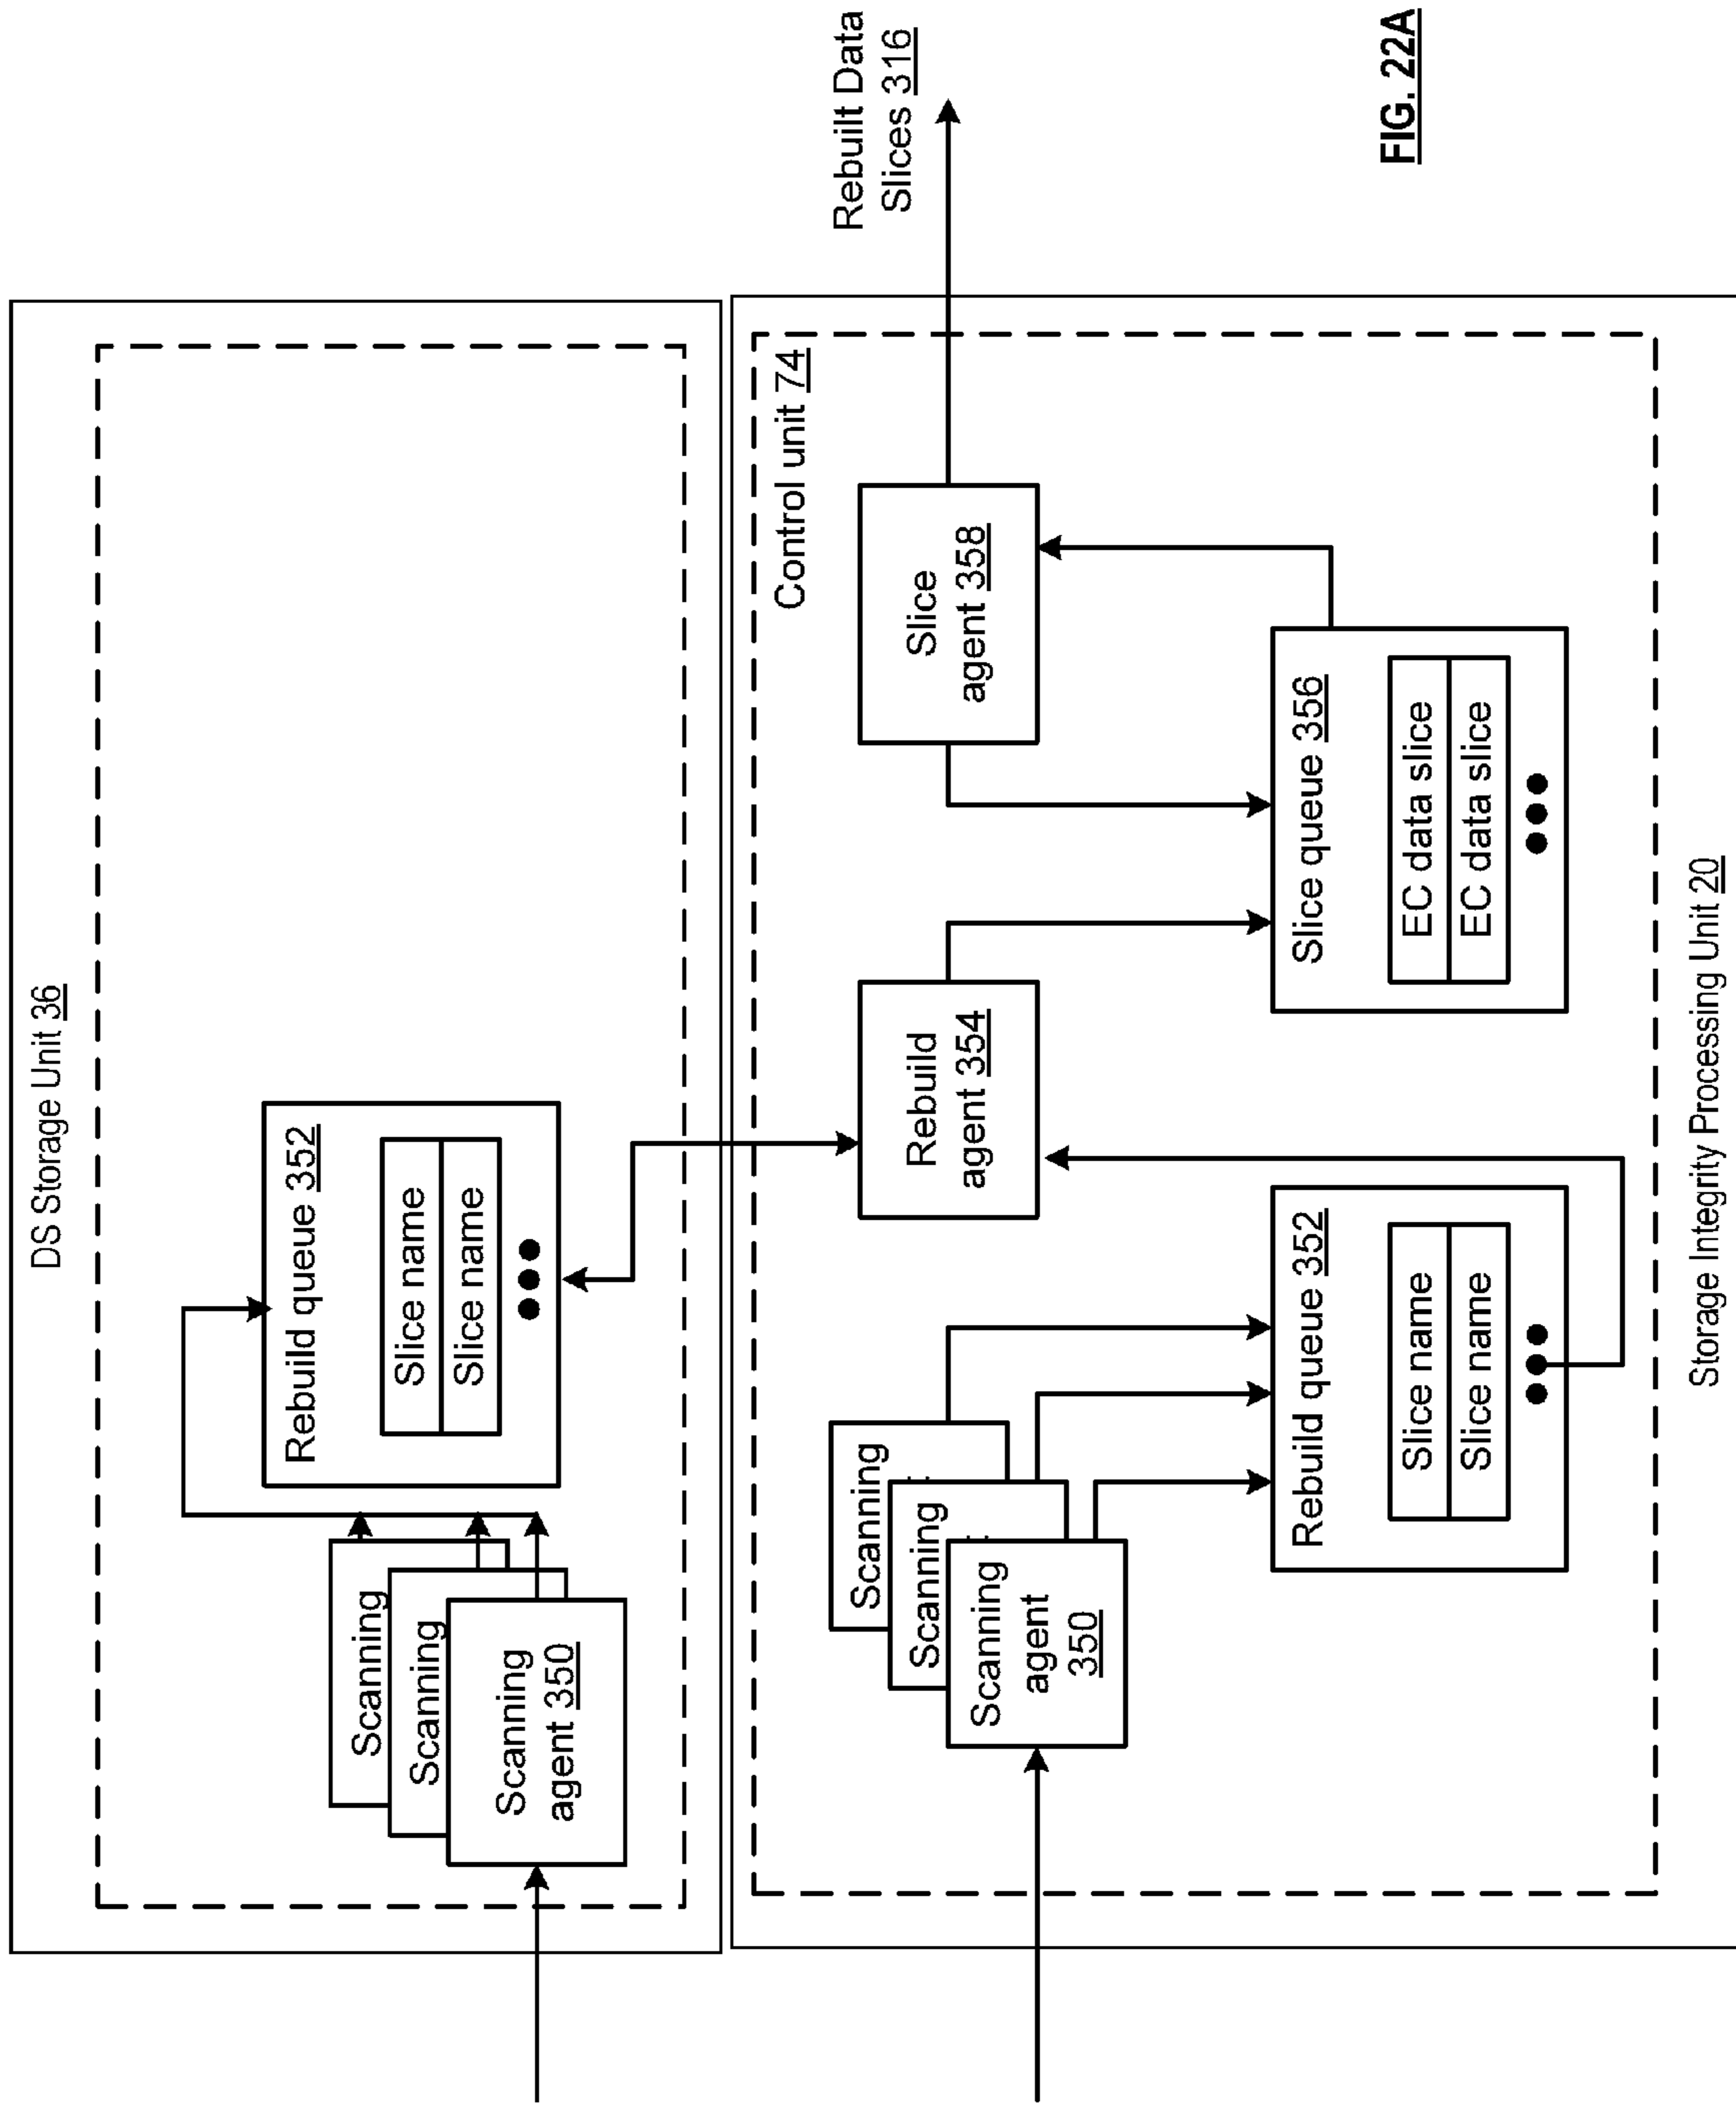 DS Storage Unit 36
Scanning
Scanning
Scanning
agent 350
Rebuild queue 352
Slice name
Slice name
Control unit 74
Scanning
Scanning
Scanning
agent
350
Rebuild
agent 354
Slice
agent 358
Rebuilt Data
Slices 316
Rebuild queue 352
Slice name
Slice name
Slice queue 356
EC data slice
EC data slice
Storage Integrity Processing Unit 20
FIG. 22A